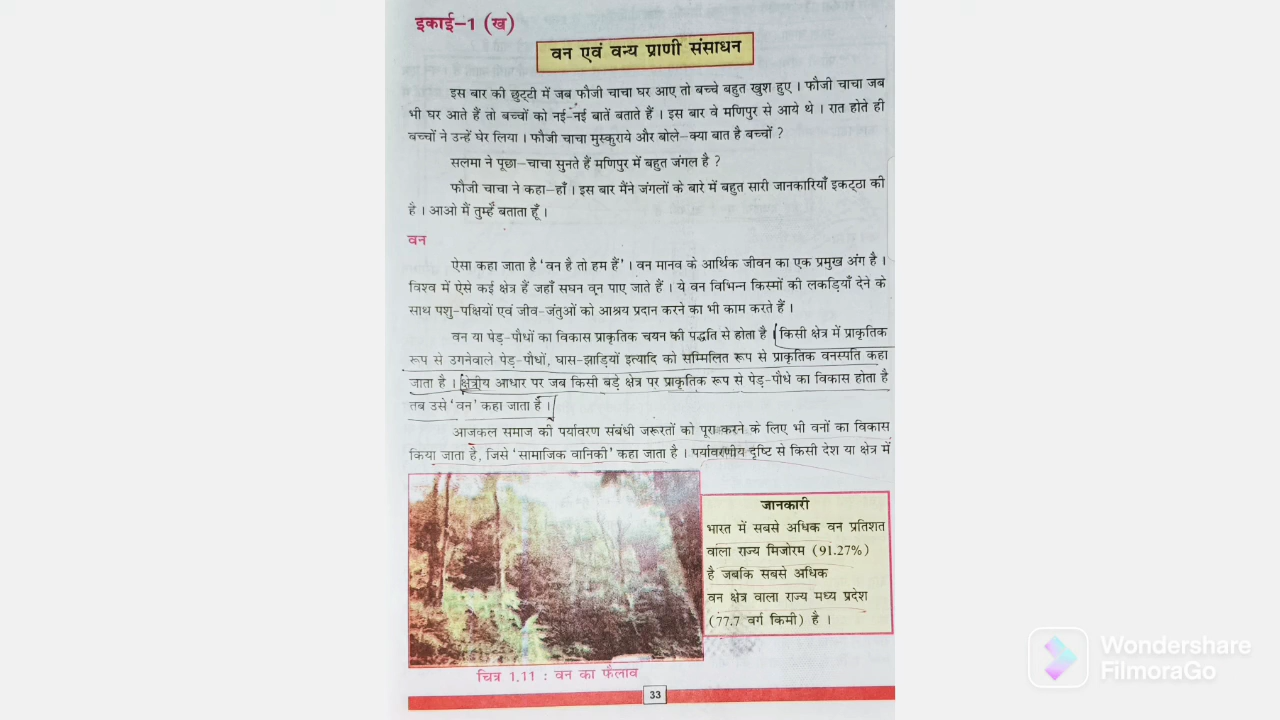 इकाई–1 (ख)
वन एवं वन्य प्राणी संसाधन
इस बार की छुट्टी में जब फौजी चाचा घर आए तो बच्चे बहुत खुश हुए । फौजी चाचा जब
भी घर आते हैं तो बच्चों को नई-नई बातें बताते हैं । इस बार वे मणिपुर से आये थे । रात होते ही
बच्चों ने उन्हें घेर लिया । फौजी चाचा मुस्कुराये और बोले–क्या बात है बच्चों ?
सलमा ने पूछा–चाचा सुनते हैं मणिपुर में बहुत जंगल है ?
फौजी चाचा ने कहा–हाँ । इस बार मैंने जंगलों के बारे में बहुत सारी जानकारियाँ इकट्ठा की
है । आओ मैं तुम्हें बताता हूँ ।
वन
ऐसा कहा जाता है 'वन है तो हम हैं' । वन मानव के आर्थिक जीवन का एक प्रमुख अंग है ।
विश्व में ऐसे कई क्षेत्र हैं जहाँ सघन वन पाए जाते हैं । ये वन विभिन्न किस्मों की लकड़ियाँ देने के
साथ पशु-पक्षियों एवं जीव-जंतुओं को आश्रय प्रदान करने का भी काम करते हैं ।
वन या पेड़-पौधों का विकास प्राकृतिक चयन की पद्धति से होता है । किसी क्षेत्र में प्राकृतिक
रूप से उगनेवाले पेड़-पौधों, घास-झाड़ियों इत्यादि को सम्मिलित रूप से प्राकृतिक वनस्पति कहा
जाता है । क्षेत्रीय आधार पर जब किसी बड़े क्षेत्र पर प्राकृतिक रूप से पेड़-पौधे का विकास होता है
तब उसे 'वन' कहा जाता है ।
आजकल समाज की पर्यावरण संबंधी जरूरतों को पूरा करने के लिए भी वनों का विकास
किया जाता है, जिसे 'सामाजिक वानिकी' कहा जाता है । पर्यावरणीय दृष्टि से किसी देश या क्षेत्र में
जानकारी
भारत में सबसे अधिक वन प्रतिशत
वाला राज्य मिजोरम (91.27%)
है जबकि सबसे अधिक
वन क्षेत्र वाला राज्य मध्य प्रदेश
(77.7 वर्ग किमी) है ।
चित्र 1.11 : वन का फैलाव
33
Wondershare
FilmoraGo